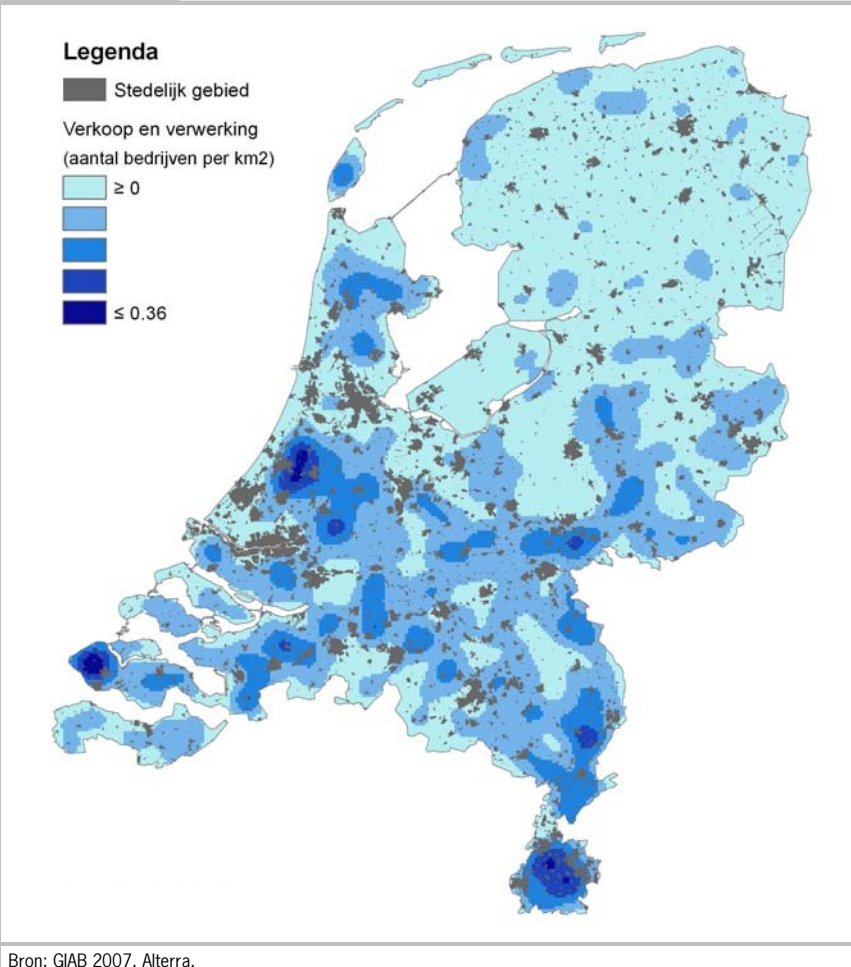 Legenda
Stedelijk gebied
Verkoop en verwerking
(aantal bedrijven per km2)
≥ 0
≤ 0.36
Bron: GIAB 2007. Alterra.